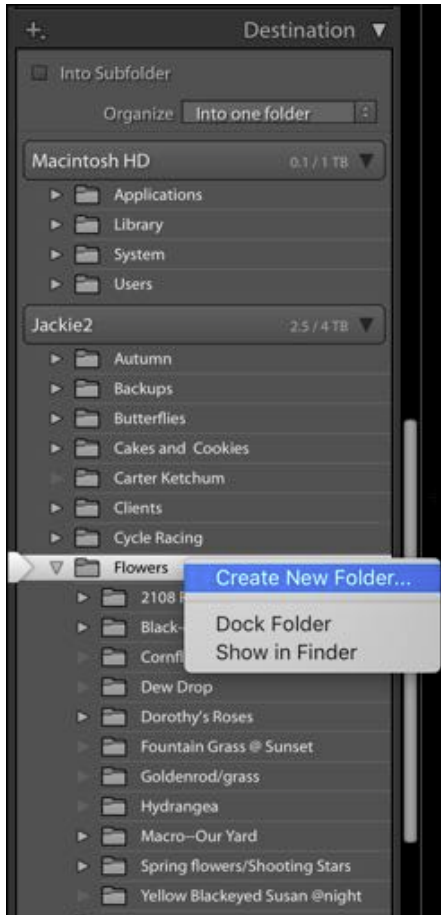 +. Destination
Into Subfolder
Organize Into one folder
Macintosh HD 0.1 / 1 TB
Applications
Library
System
Users
Jackie2 2.5 / 4 TB
Autumn
Backups
Butterflies
Cakes and Cookies
Carter Ketchum
Clients
Cycle Racing
Flowers
Create New Folder...
2108
Dock Folder
Black--
Show in Finder
Dew Drop
Dorothy's Roses
Fountain Grass @ Sunset
Goldenrod/grass
Hydrangea
Macro--Our Yard
Spring flowers/Shooting Stars
Yellow Blackeyed Susan @night